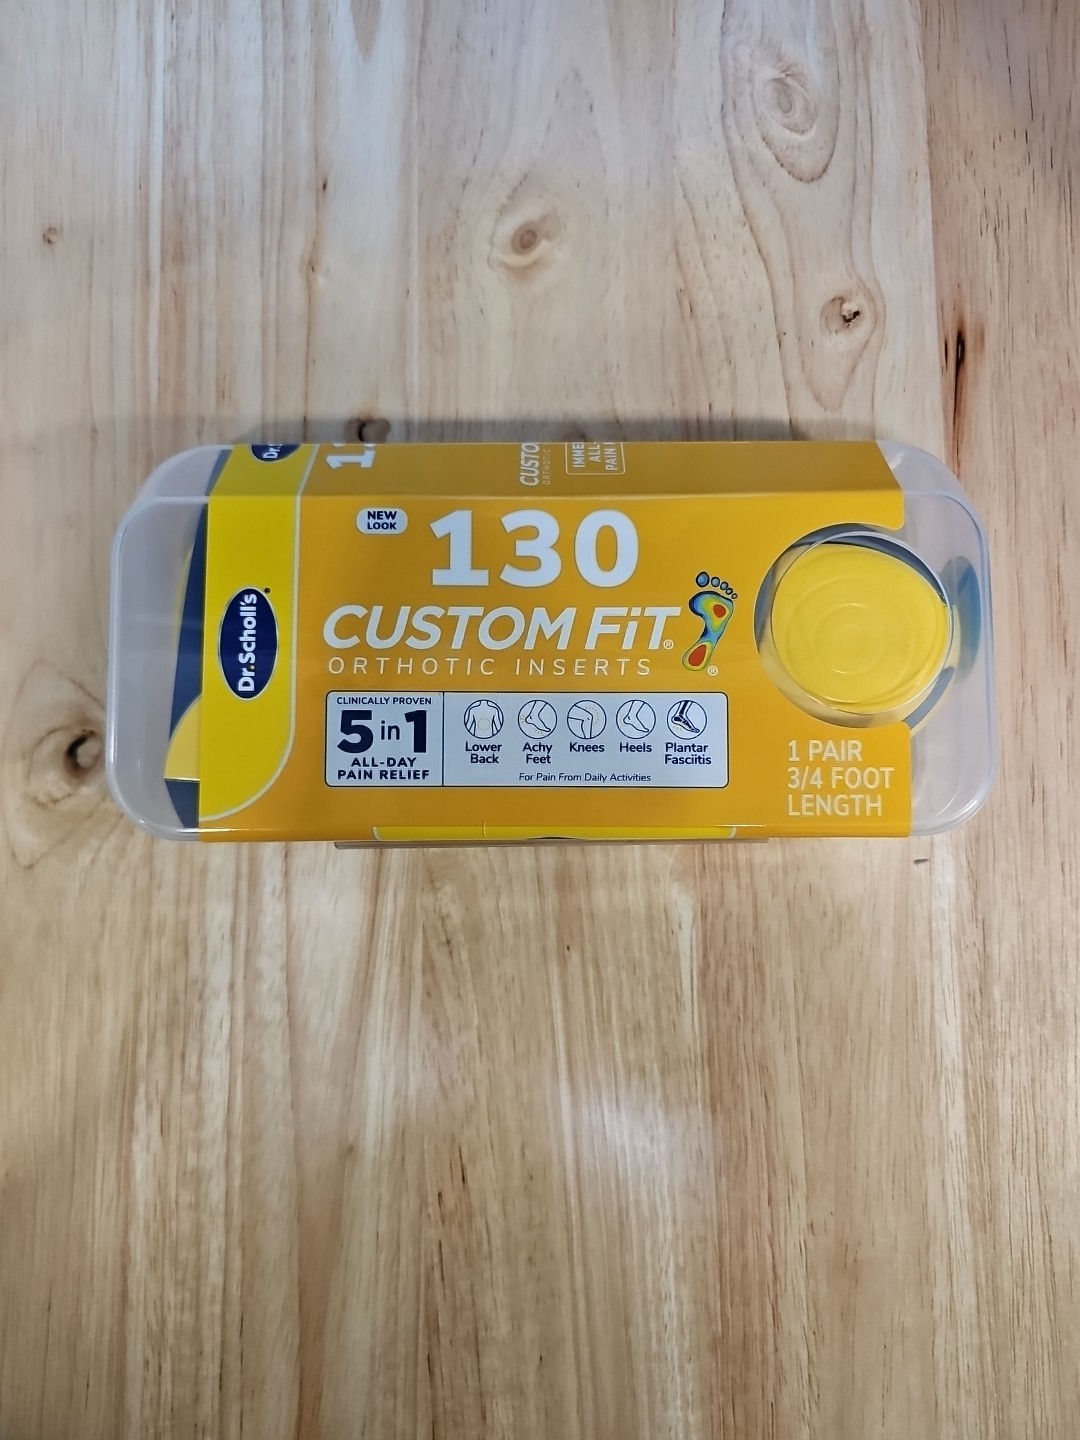 NEW
LOOK
130
CUSTOM FiT®
ORTHOTIC INSERTS
®
Dr.Scholl's®
CLINICALLY PROVEN
5 in 1
ALL-DAY
PAIN RELIEF
Lower
Back
Achy
Feet
Knees
Heels
Plantar
Fasciitis
For Pain From Daily Activities
1 PAIR
3/4 FOOT
LENGTH